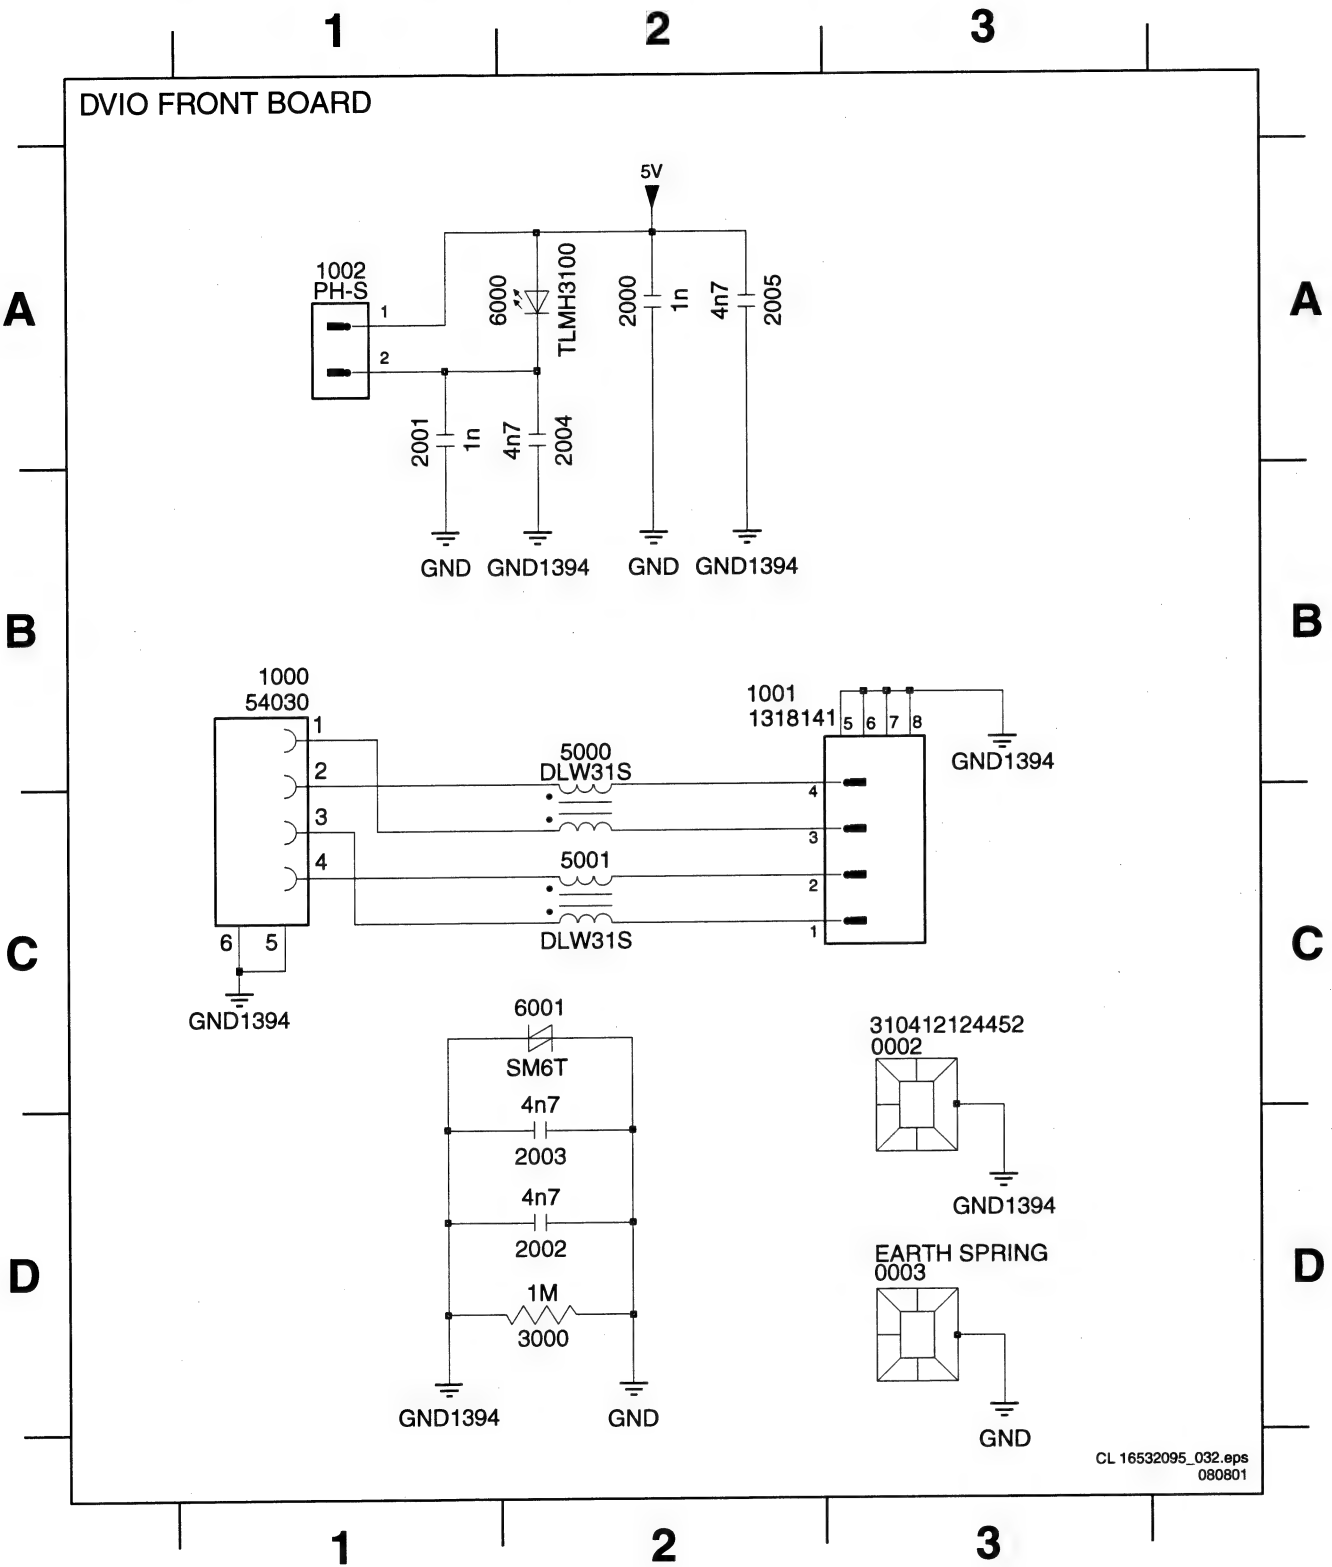 1 2 3
DVIO FRONT BOARD
5V
A
1002
PH-S
1
2
6000
TLMH3100
2000
1n
4n7
2005
A
2001
1n
4n7
2004
GND GND1394 GND GND1394
B
B
1000
54030
1
2
3
4
6 5
GND1394
5000
DLW31S
5001
DLW31S
1001
1318141
5 6 7 8
GND1394
4
3
2
1
C
C
6001
SM6T
4n7
2003
4n7
2002
1M
3000
GND1394 GND
310412124452
0002
GND1394
D
EARTH SPRING
0003
D
GND
CL 16532095_032.eps
080801
1 2 3